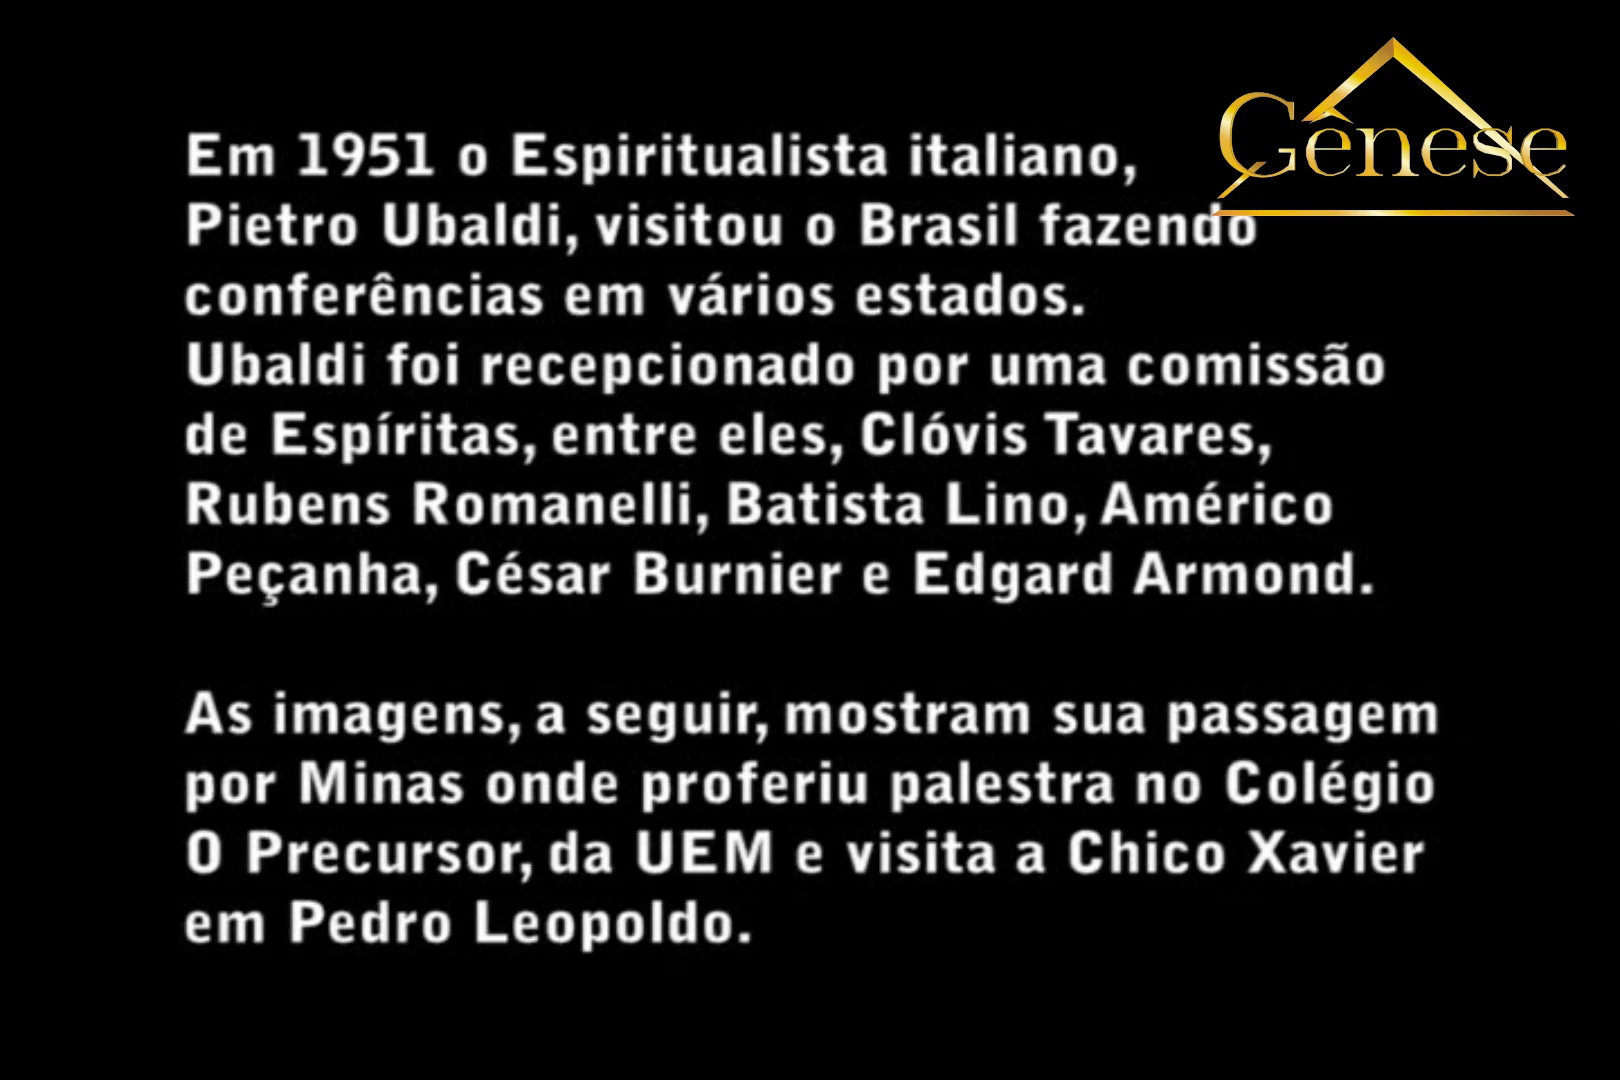 Gênese
Em 1951 o Espiritualista italiano,
Pietro Ubaldi, visitou o Brasil fazendo
conferências em vários estados.
Ubaldi foi recepcionado por uma comissão
de Espíritas, entre eles, Clóvis Tavares,
Rubens Romanelli, Batista Lino, Américo
Peçanha, César Burnier e Edgard Armond.
As imagens, a seguir, mostram sua passagem
por Minas onde proferiu palestra no Colégio
O Precursor, da UEM e visita a Chico Xavier
em Pedro Leopoldo.